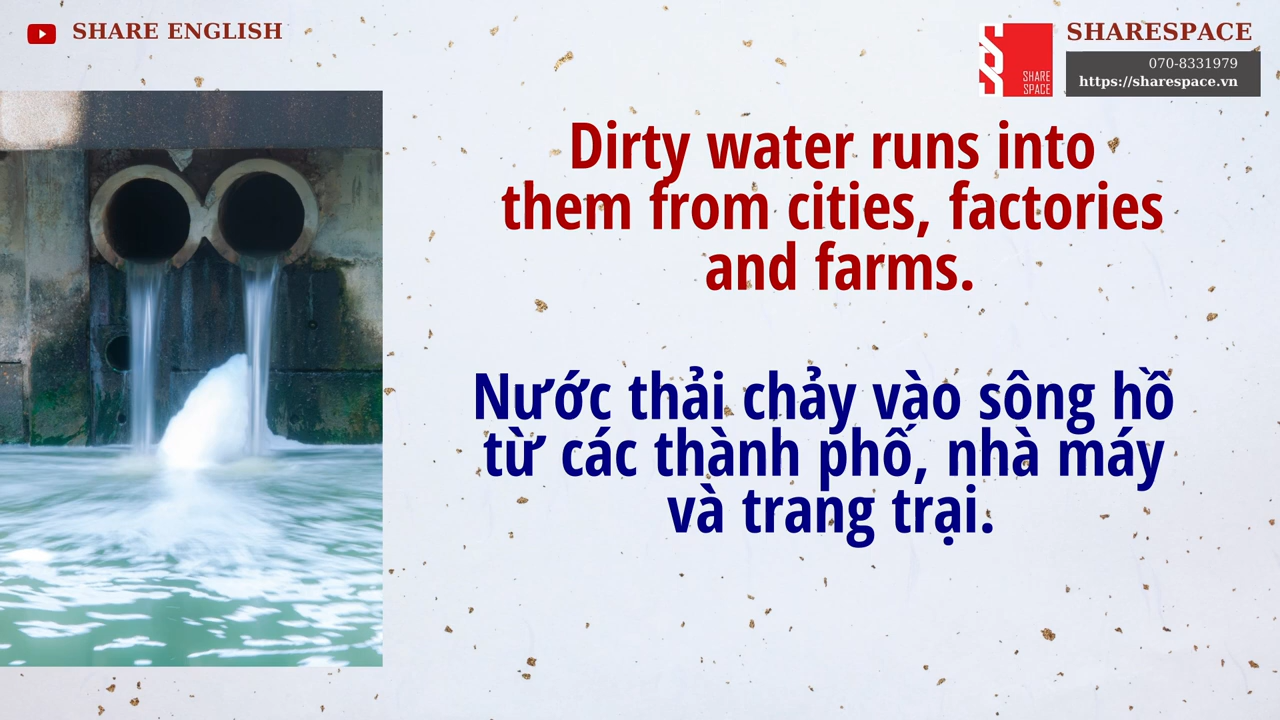 SHARE ENGLISH
SHARESPACE
SHARE
SPACE
070-8331979
https://sharespace.vn
Dirty water runs into
them from cities, factories
and farms.
Nước thải chảy vào sông hồ
từ các thành phố, nhà máy
và trang trại.